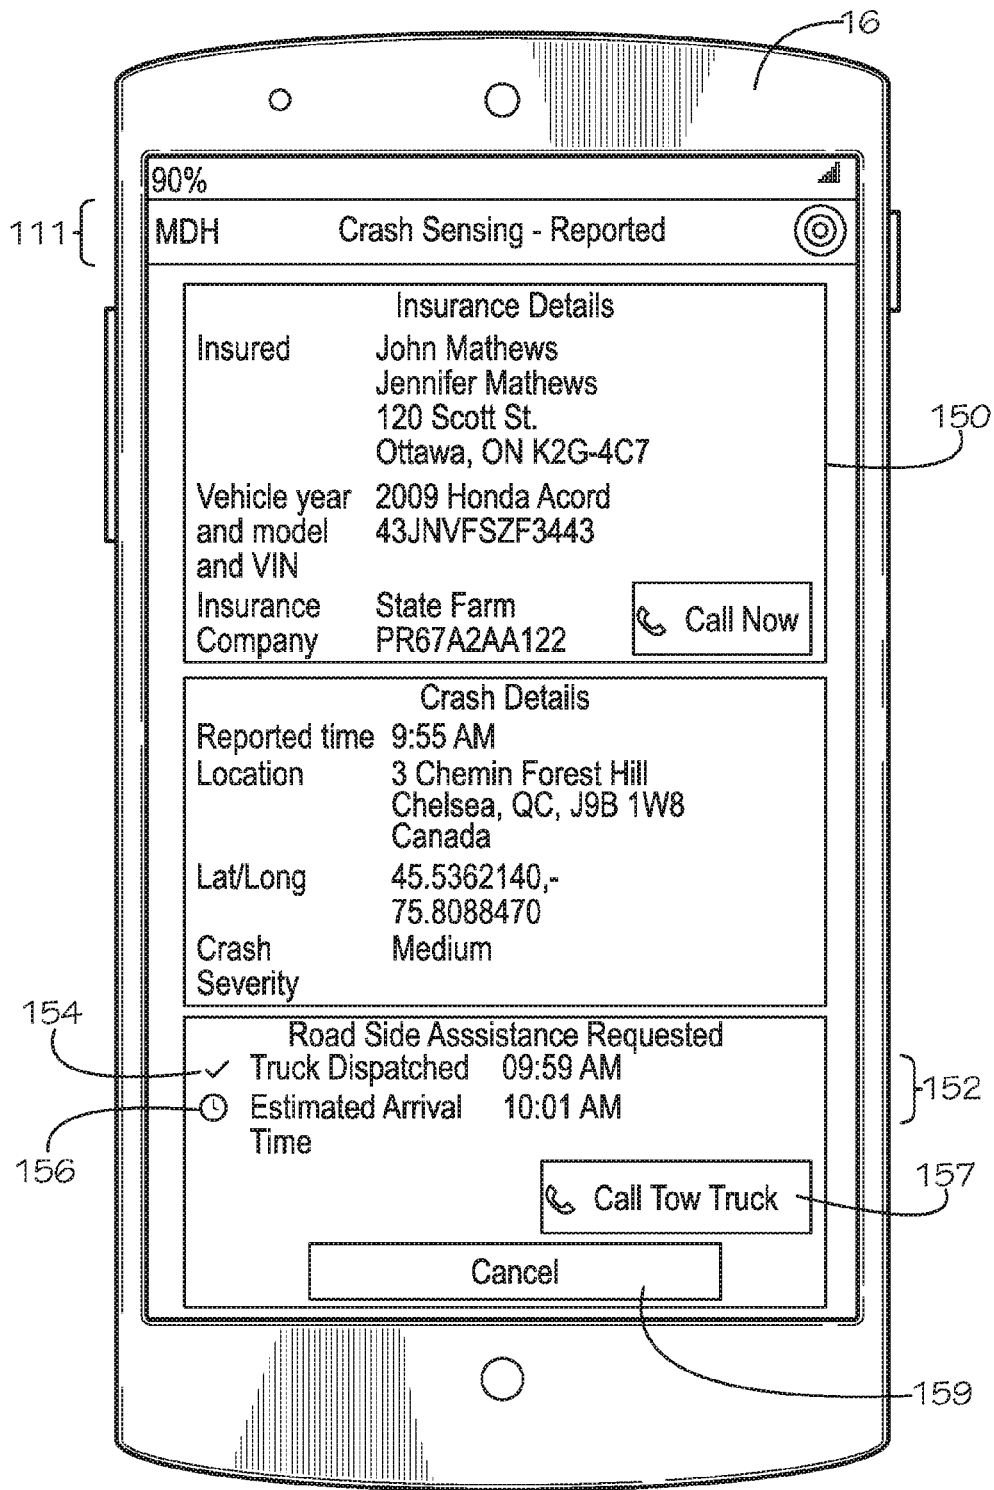 16
90%
111
MDH Crash Sensing - Reported
Insurance Details
Insured John Mathews
Jennifer Mathews
120 Scott St.
Ottawa, ON K2G-4C7
150
Vehicle year 2009 Honda Acord
and model 43JNVFSZF3443
and VIN
Insurance State Farm
Company PR67A2AA122
Call Now
Crash Details
Reported time 9:55 AM
Location 3 Chemin Forest Hill
Chelsea, QC, J9B 1W8
Canada
Lat/Long 45.5362140,-
75.8088470
Crash Medium
Severity
154
Road Side Asssistance Requested
Truck Dispatched 09:59 AM
152
Estimated Arrival 10:01 AM
Time
156
157
Call Tow Truck
Cancel
159